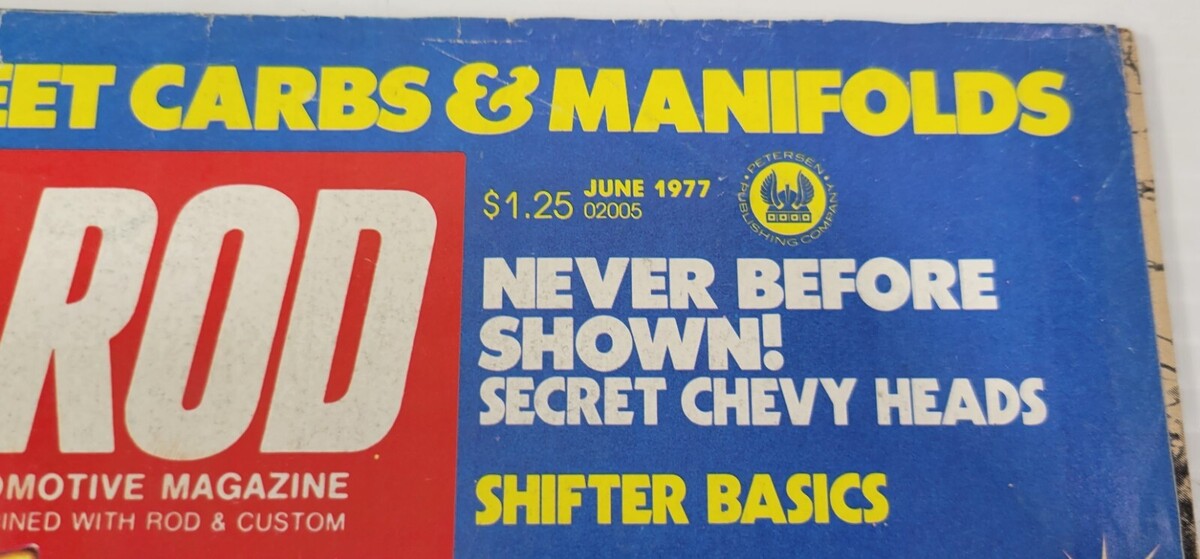 EET CARBS & MANIFOLDS
ROD
OMOTIVE MAGAZINE
INED WITH ROD & CUSTOM
$1.25 JUNE 1977
02005
PETERSEN PUBLISHING COMPANY
NEVER BEFORE
SHOWN!
SECRET CHEVY HEADS
SHIFTER BASICS